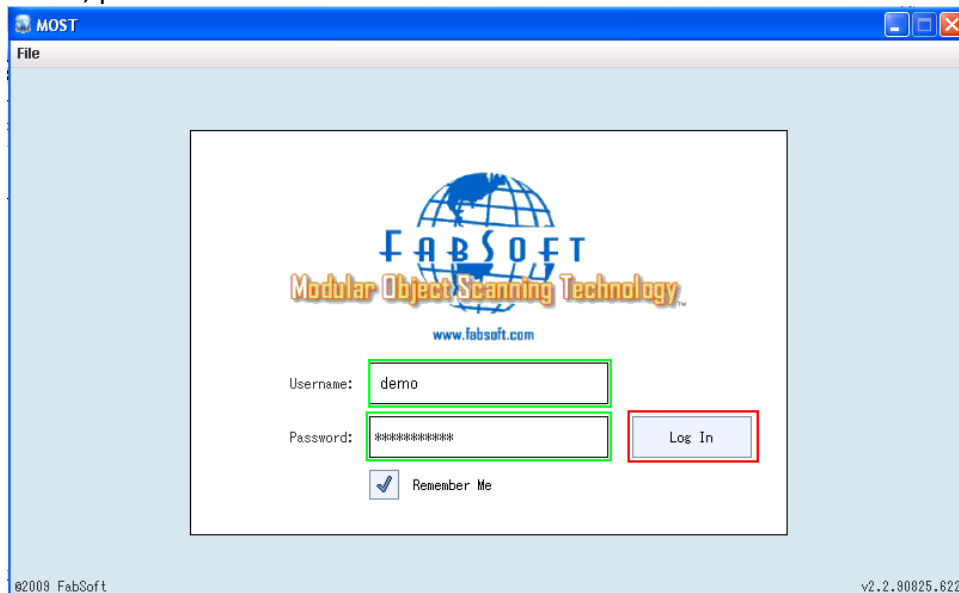 MOST
File
FABSOFT
Modular Object Scanning Technology
TM
www.fabsoft.com
Username: demo
Password: ***********
Log In
Remember Me
©2009 FabSoft
v2.2.90825.622